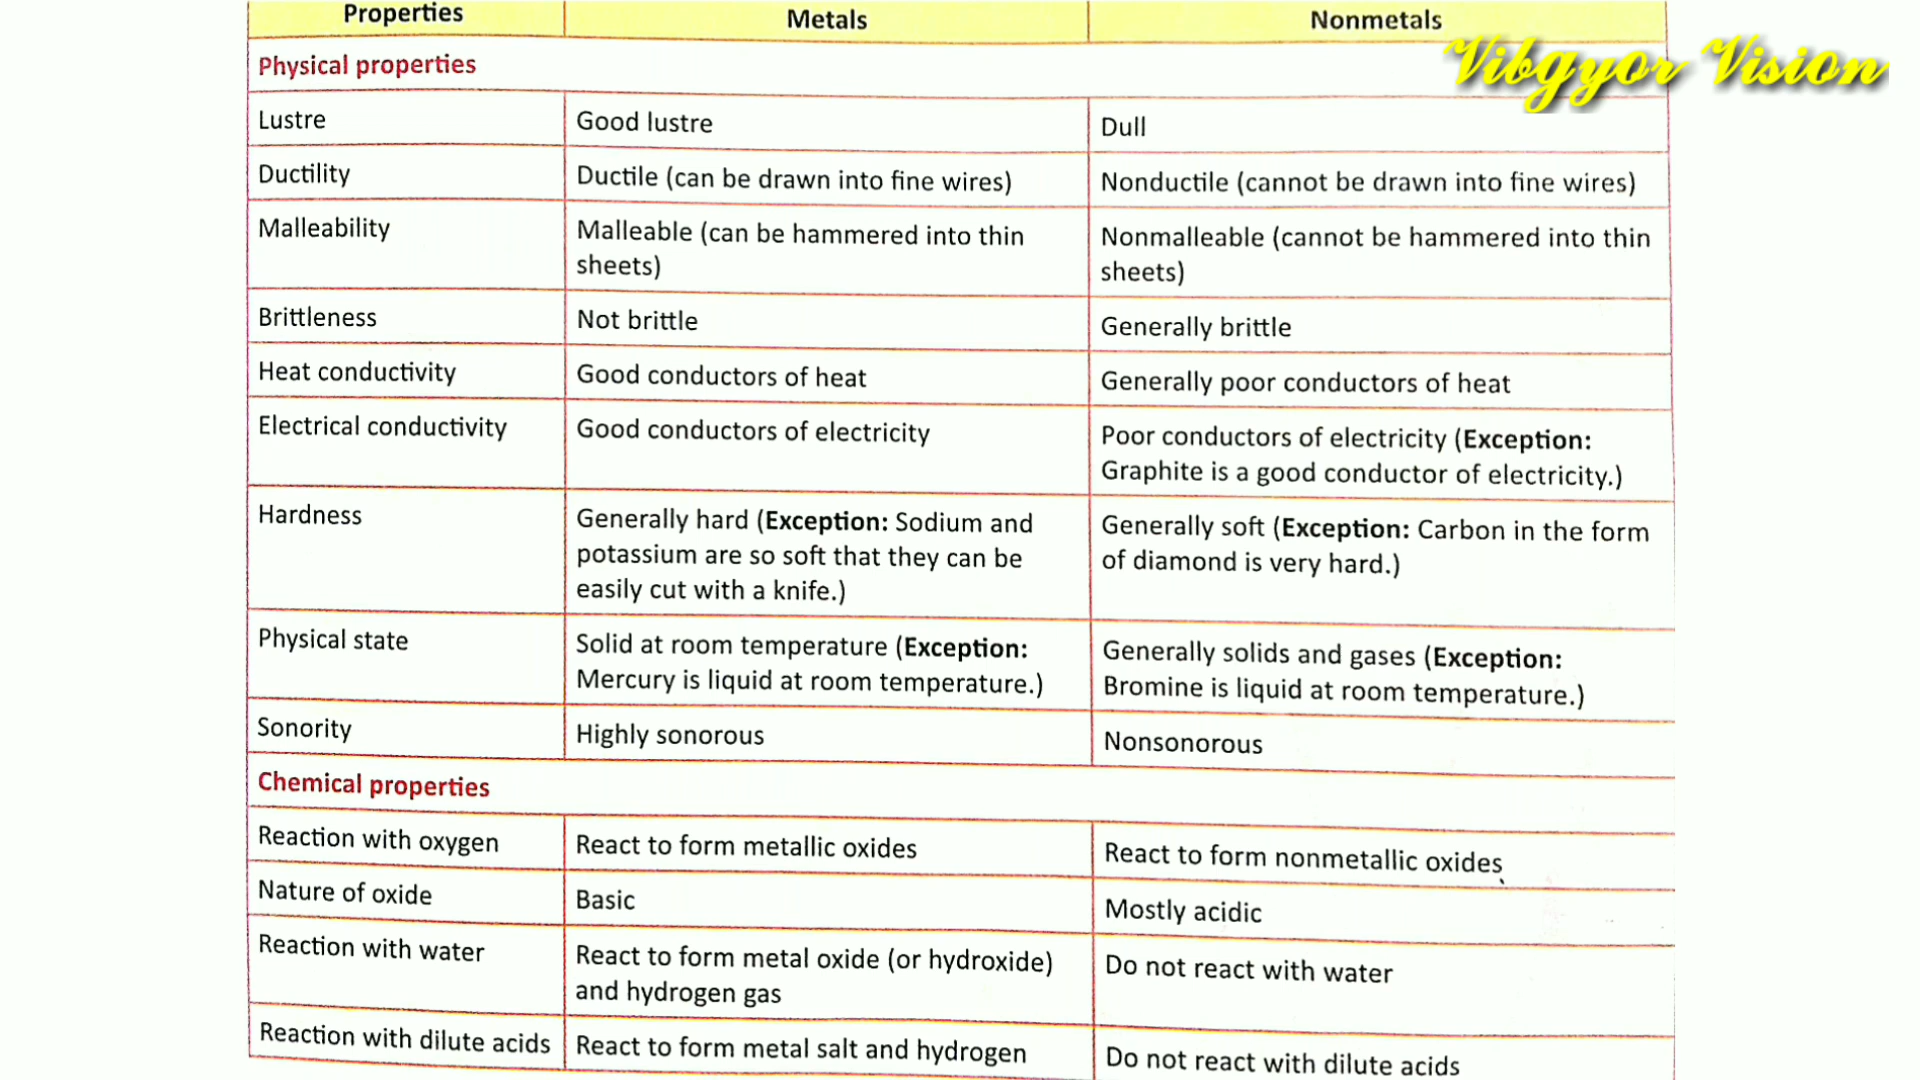 Properties Metals Nonmetals
Vibgyor Vision
Physical properties
Lustre Good lustre Dull
Ductility Ductile (can be drawn into fine wires) Nonductile (cannot be drawn into fine wires)
Malleability Malleable (can be hammered into thin Nonmalleable (cannot be hammered into thin
sheets) sheets)
Brittleness Not brittle Generally brittle
Heat conductivity Good conductors of heat Generally poor conductors of heat
Electrical conductivity Good conductors of electricity Poor conductors of electricity (Exception:
Graphite is a good conductor of electricity.)
Hardness Generally hard (Exception: Sodium and Generally soft (Exception: Carbon in the form
potassium are so soft that they can be of diamond is very hard.)
easily cut with a knife.)
Physical state Solid at room temperature (Exception: Generally solids and gases (Exception:
Mercury is liquid at room temperature.) Bromine is liquid at room temperature.)
Sonority Highly sonorous Nonsonorous
Chemical properties
Reaction with oxygen React to form metallic oxides React to form nonmetallic oxides
Nature of oxide Basic Mostly acidic
Reaction with water React to form metal oxide (or hydroxide) Do not react with water
and hydrogen gas
Reaction with dilute acids React to form metal salt and hydrogen Do not react with dilute acids